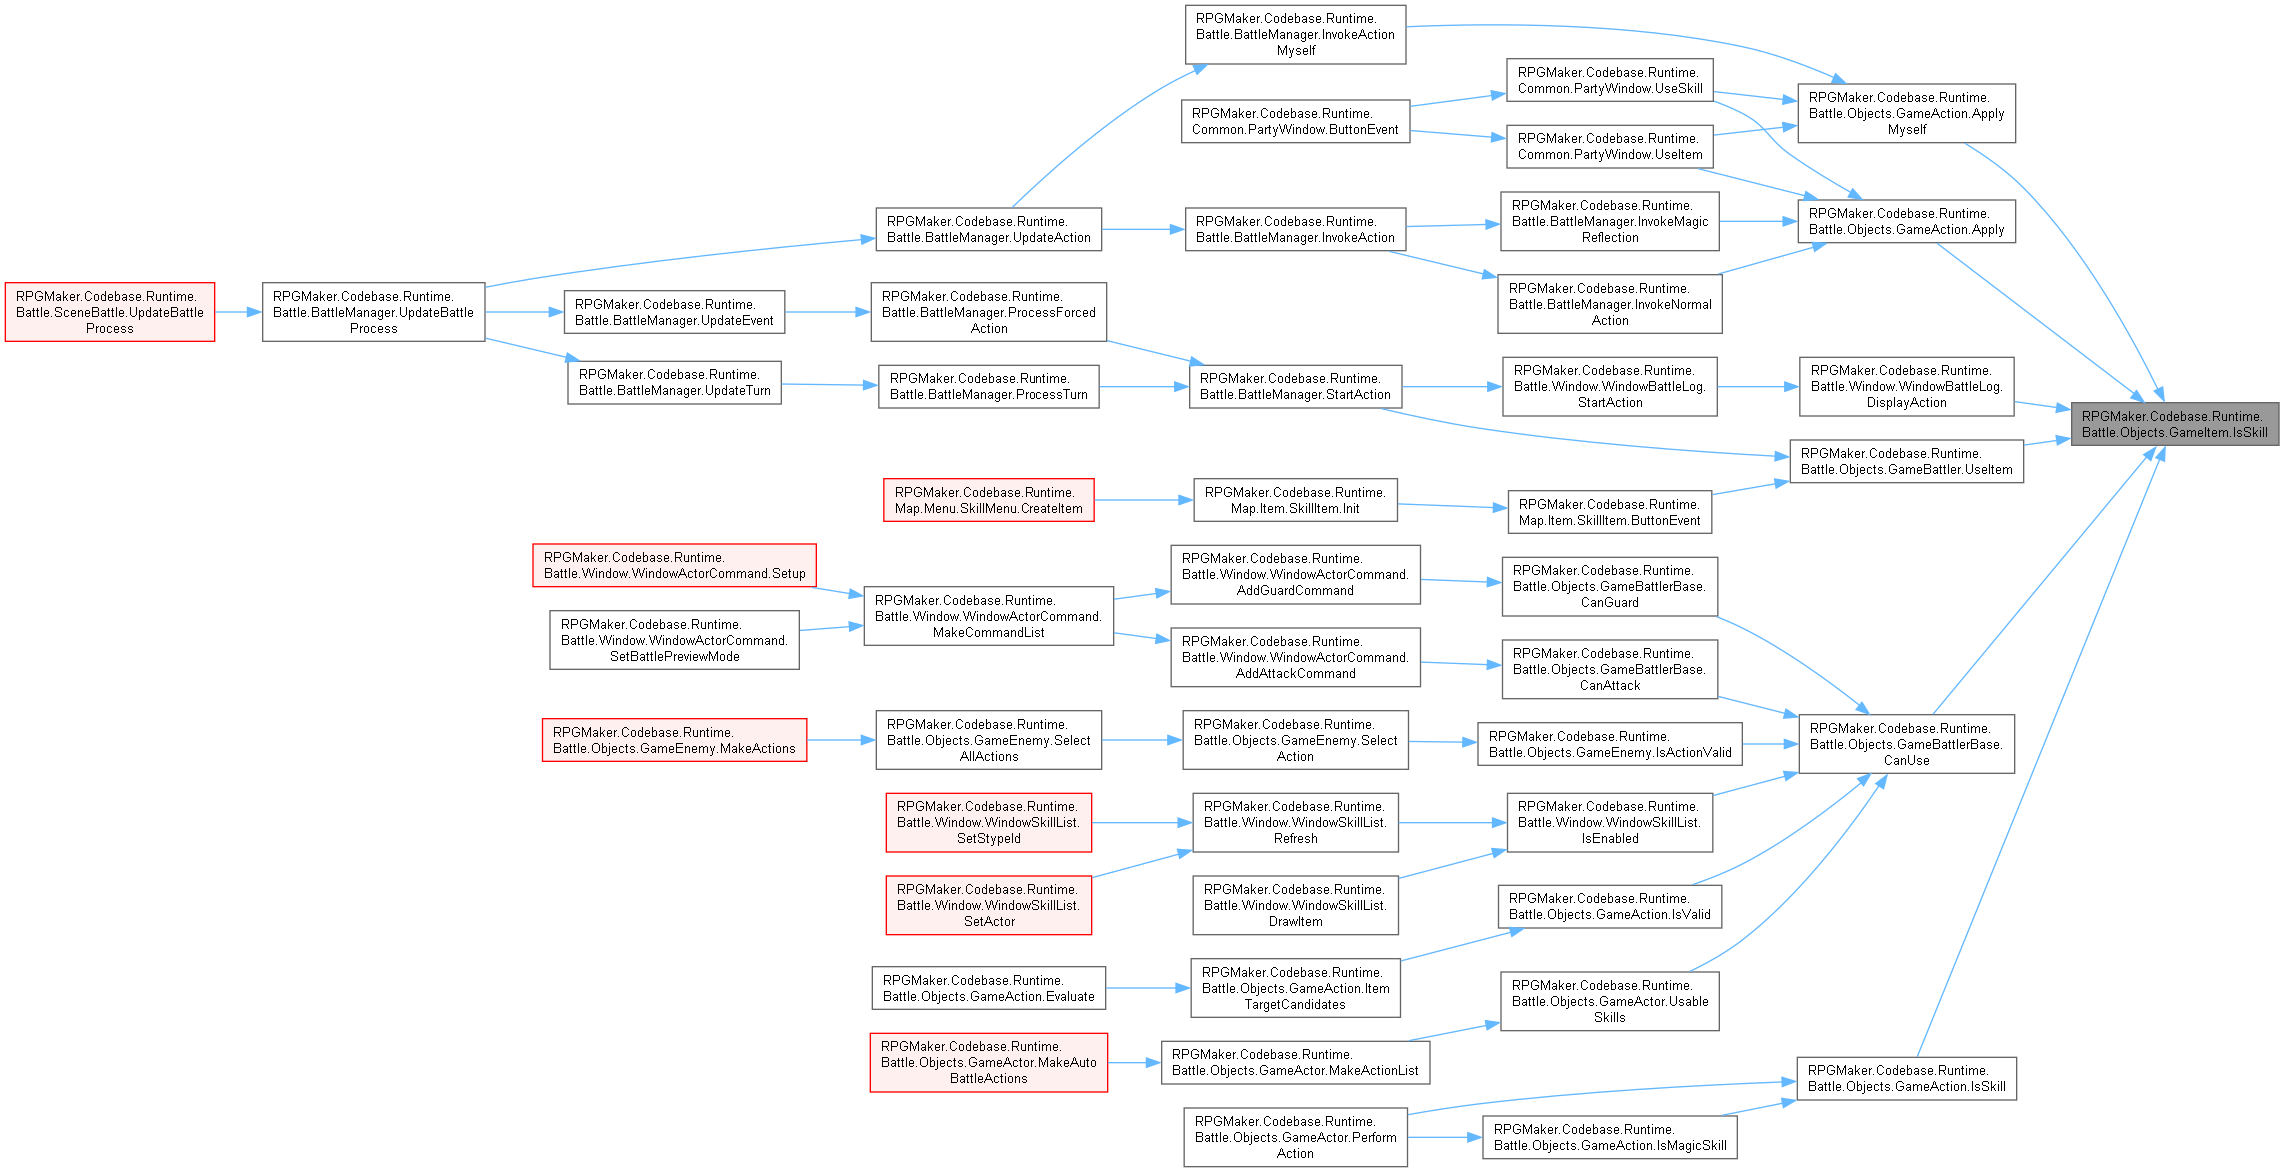 RPGMaker.Codebase.Runtime.
Battle.BattleManager.InvokeAction
Myself
RPGMaker.Codebase.Runtime.
Common.PartyWindow.UseSkill
RPGMaker.Codebase.Runtime.
Battle.Objects.GameAction.Apply
Myself
RPGMaker.Codebase.Runtime.
Common.PartyWindow.ButtonEvent
RPGMaker.Codebase.Runtime.
Common.PartyWindow.UseItem
RPGMaker.Codebase.Runtime.
Battle.BattleManager.InvokeMagic
Reflection
RPGMaker.Codebase.Runtime.
Battle.Objects.GameAction.Apply
RPGMaker.Codebase.Runtime.
Battle.BattleManager.UpdateAction
RPGMaker.Codebase.Runtime.
Battle.BattleManager.InvokeAction
RPGMaker.Codebase.Runtime.
Battle.BattleManager.InvokeNormal
Action
RPGMaker.Codebase.Runtime.
Battle.SceneBattle.UpdateBattle
Process
RPGMaker.Codebase.Runtime.
Battle.BattleManager.UpdateBattle
Process
RPGMaker.Codebase.Runtime.
Battle.BattleManager.UpdateEvent
RPGMaker.Codebase.Runtime.
Battle.BattleManager.ProcessForced
Action
RPGMaker.Codebase.Runtime.
Battle.BattleManager.UpdateTurn
RPGMaker.Codebase.Runtime.
Battle.BattleManager.ProcessTurn
RPGMaker.Codebase.Runtime.
Battle.BattleManager.StartAction
RPGMaker.Codebase.Runtime.
Battle.Window.WindowBattleLog.
StartAction
RPGMaker.Codebase.Runtime.
Battle.Window.WindowBattleLog.
DisplayAction
RPGMaker.Codebase.Runtime.
Battle.Objects.GameItem.IsSkill
RPGMaker.Codebase.Runtime.
Battle.Objects.GameBattler.UseItem
RPGMaker.Codebase.Runtime.
Map.Menu.SkillMenu.CreateItem
RPGMaker.Codebase.Runtime.
Map.Item.SkillItem.Init
RPGMaker.Codebase.Runtime.
Map.Item.SkillItem.ButtonEvent
RPGMaker.Codebase.Runtime.
Battle.Window.WindowActorCommand.Setup
RPGMaker.Codebase.Runtime.
Battle.Window.WindowActorCommand.
SetBattlePreviewMode
RPGMaker.Codebase.Runtime.
Battle.Window.WindowActorCommand.
MakeCommandList
RPGMaker.Codebase.Runtime.
Battle.Window.WindowActorCommand.
AddGuardCommand
RPGMaker.Codebase.Runtime.
Battle.Objects.GameBattlerBase.
CanGuard
RPGMaker.Codebase.Runtime.
Battle.Window.WindowActorCommand.
AddAttackCommand
RPGMaker.Codebase.Runtime.
Battle.Objects.GameBattlerBase.
CanAttack
RPGMaker.Codebase.Runtime.
Battle.Objects.GameEnemy.MakeActions
RPGMaker.Codebase.Runtime.
Battle.Objects.GameEnemy.Select
AllActions
RPGMaker.Codebase.Runtime.
Battle.Objects.GameEnemy.Select
Action
RPGMaker.Codebase.Runtime.
Battle.Objects.GameEnemy.IsActionValid
RPGMaker.Codebase.Runtime.
Battle.Objects.GameBattlerBase.
CanUse
RPGMaker.Codebase.Runtime.
Battle.Window.WindowSkillList.
SetStypeId
RPGMaker.Codebase.Runtime.
Battle.Window.WindowSkillList.
Refresh
RPGMaker.Codebase.Runtime.
Battle.Window.WindowSkillList.
IsEnabled
RPGMaker.Codebase.Runtime.
Battle.Window.WindowSkillList.
SetActor
RPGMaker.Codebase.Runtime.
Battle.Window.WindowSkillList.
DrawItem
RPGMaker.Codebase.Runtime.
Battle.Objects.GameAction.IsValid
RPGMaker.Codebase.Runtime.
Battle.Objects.GameAction.Evaluate
RPGMaker.Codebase.Runtime.
Battle.Objects.GameAction.Item
TargetCandidates
RPGMaker.Codebase.Runtime.
Battle.Objects.GameActor.Usable
Skills
RPGMaker.Codebase.Runtime.
Battle.Objects.GameActor.MakeAuto
BattleActions
RPGMaker.Codebase.Runtime.
Battle.Objects.GameActor.MakeActionList
RPGMaker.Codebase.Runtime.
Battle.Objects.GameAction.IsSkill
RPGMaker.Codebase.Runtime.
Battle.Objects.GameActor.Perform
Action
RPGMaker.Codebase.Runtime.
Battle.Objects.GameAction.IsMagicSkill